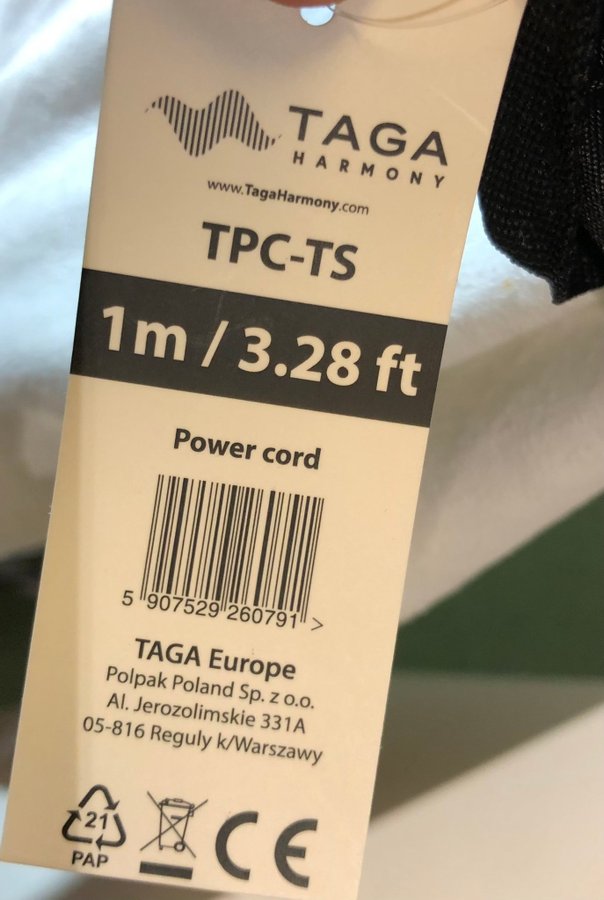 TAGA
HARMONY
www.TagaHarmony.com
TPC-TS
1m / 3.28 ft
Power cord
5 907529 260791 >
TAGA Europe
Polpak Poland Sp. z o.o.
Al. Jerozolimskie 331A
05-816 Reguly k/Warszawy
21
PAP
CE